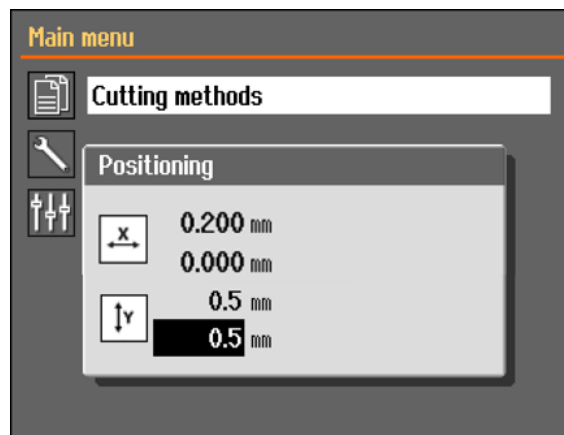 Main menu
Cutting methods
Positioning
X 0.200 mm
0.000 mm
Y 0.5 mm
0.5 mm